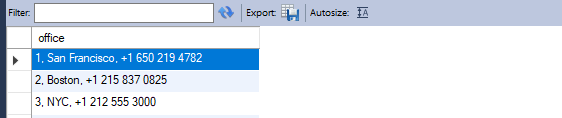 Filter: Export: Autosize:
office
1, San Francisco, +1 650 219 4782
2, Boston, +1 215 837 0825
3, NYC, +1 212 555 3000